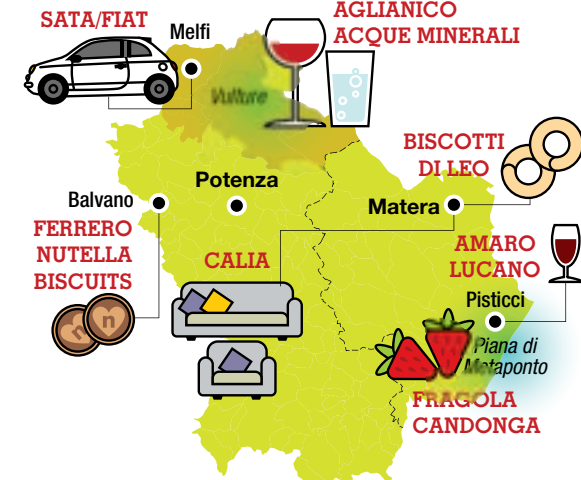 SATA/FIAT
Melfi
AGLIANICO
ACQUE MINERALI
Vulture
BISCOTTI
DI LEO
Potenza
Balvano
Matera
FERRERO
NUTELLA
BISCUITS
CALIA
AMARO
LUCANO
Pisticci
n
n
Piana di
Metaponto
FRAGOLA
CANDONGA